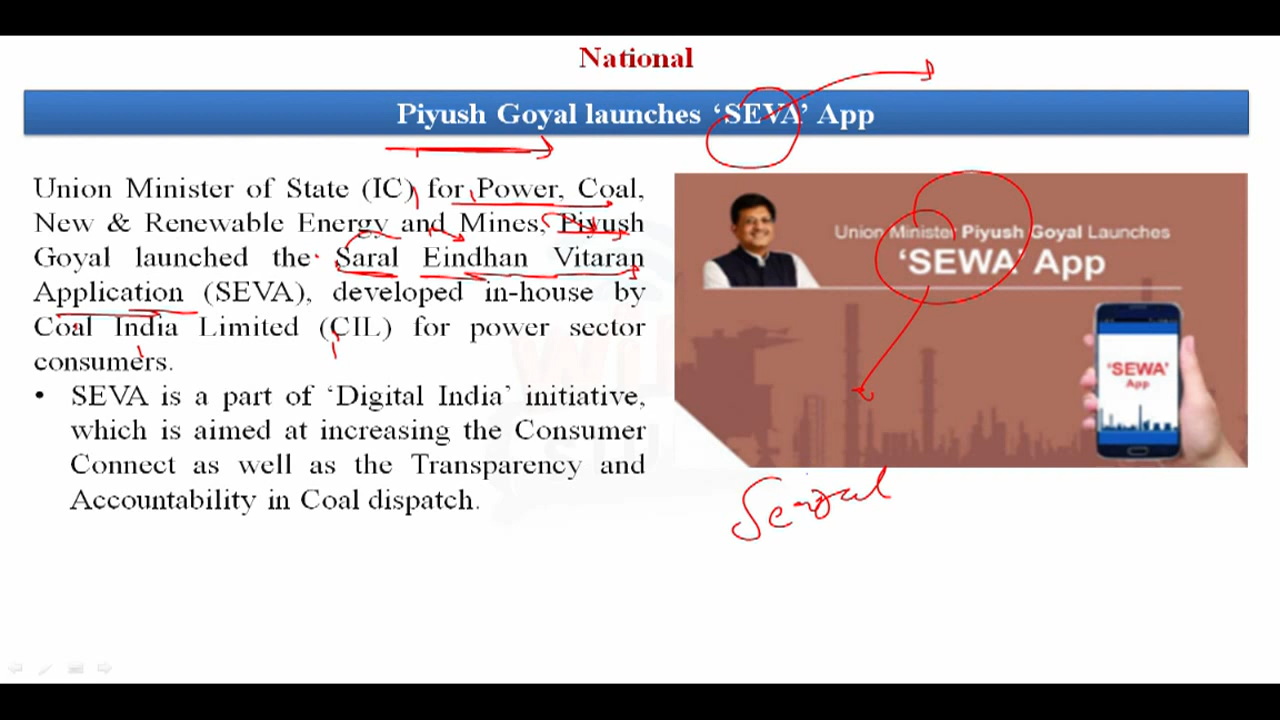 National
Piyush Goyal launches ‘SEVA’ App
Union Minister of State (IC) for Power, Coal,
New & Renewable Energy and Mines, Piyush
Goyal launched the Saral Eindhan Vitaran
Application (SEVA), developed in-house by
Coal India Limited (CIL) for power sector
consumers.
• SEVA is a part of ‘Digital India’ initiative,
which is aimed at increasing the Consumer
Connect as well as the Transparency and
Accountability in Coal dispatch.
Union Minister Piyush Goyal Launches
‘SEWA’ App
‘SEWA’
App